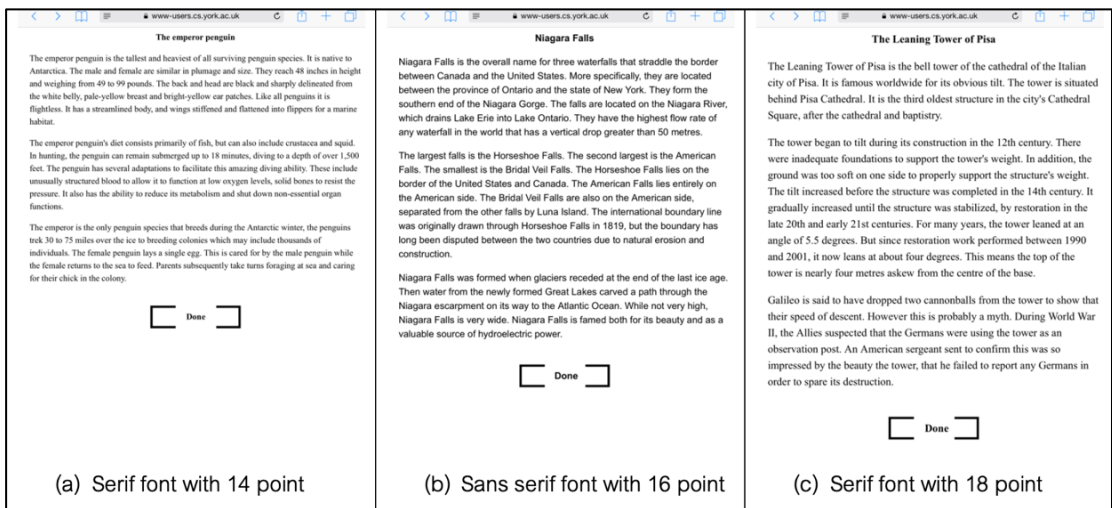 www-users.cs.york.ac.uk
The emperor penguin
The emperor penguin is the tallest and heaviest of all surviving penguin species. It is native to
Antarctica. The male and female are similar in plumage and size. They reach 48 inches in height
and weighing from 49 to 99 pounds. The back and head are black and sharply delineated from
the white belly, pale-yellow breast and bright-yellow ear patches. Like all penguins it is
flightless. It has a streamlined body, and wings stiffened and flattened into flippers for a marine
habitat.
The emperor penguin's diet consists primarily of fish, but can also include crustacea and squid.
In hunting, the penguin can remain submerged up to 18 minutes, diving to a depth of over 1,500
feet. The penguin has several adaptations to facilitate this amazing diving ability. These include
unusually structured blood to allow it to function at low oxygen levels, solid bones to resist the
pressure. It also has the ability to reduce its metabolism and shut down non-essential organ
functions.
The emperor is the only penguin species that breeds during the Antarctic winter, the penguins
trek 30 to 75 miles over the ice to breeding colonies which may include thousands of
individuals. The female penguin lays a single egg. This is cared for by the male penguin while
the female returns to the sea to feed. Parents subsequently take turns foraging at sea and caring
for their chick in the colony.
Done
(a) Serif font with 14 point
www-users.cs.york.ac.uk
Niagara Falls
Niagara Falls is the overall name for three waterfalls that straddle the border
between Canada and the United States. More specifically, they are located
between the province of Ontario and the state of New York. They form the
southern end of the Niagara Gorge. The falls are located on the Niagara River,
which drains Lake Erie into Lake Ontario. They have the highest flow rate of
any waterfall in the world that has a vertical drop greater than 50 metres.
The largest falls is the Horseshoe Falls. The second largest is the American
Falls. The smallest is the Bridal Veil Falls. The Horseshoe Falls lies on the
border of the United States and Canada. The American Falls lies entirely on
the American side. The Bridal Veil Falls are also on the American side,
separated from the other falls by Luna Island. The international boundary line
was originally drawn through Horseshoe Falls in 1819, but the boundary has
long been disputed between the two countries due to natural erosion and
construction.
Niagara Falls was formed when glaciers receded at the end of the last ice age.
Then water from the newly formed Great Lakes carved a path through the
Niagara escarpment on its way to the Atlantic Ocean. While not very high,
Niagara Falls is very wide. Niagara Falls is famed both for its beauty and as a
valuable source of hydroelectric power.
Done
(b) Sans serif font with 16 point
www-users.cs.york.ac.uk
The Leaning Tower of Pisa
The Leaning Tower of Pisa is the bell tower of the cathedral of the Italian
city of Pisa. It is famous worldwide for its obvious tilt. The tower is situated
behind Pisa Cathedral. It is the third oldest structure in the city's Cathedral
Square, after the cathedral and baptistry.
The tower began to tilt during its construction in the 12th century. There
were inadequate foundations to support the tower's weight. In addition, the
ground was too soft on one side to properly support the structure's weight.
The tilt increased before the structure was completed in the 14th century. It
gradually increased until the structure was stabilized, by restoration in the
late 20th and early 21st centuries. For many years, the tower leaned at an
angle of 5.5 degrees. But since restoration work performed between 1990
and 2001, it now leans at about four degrees. This means the top of the
tower is nearly four metres askew from the centre of the base.
Galileo is said to have dropped two cannonballs from the tower to show that
their speed of descent. However this is probably a myth. During World War
II, the Allies suspected that the Germans were using the tower as an
observation post. An American sergeant sent to confirm this was so
impressed by the beauty the tower, that he failed to report any Germans in
order to spare its destruction.
Done
(c) Serif font with 18 point